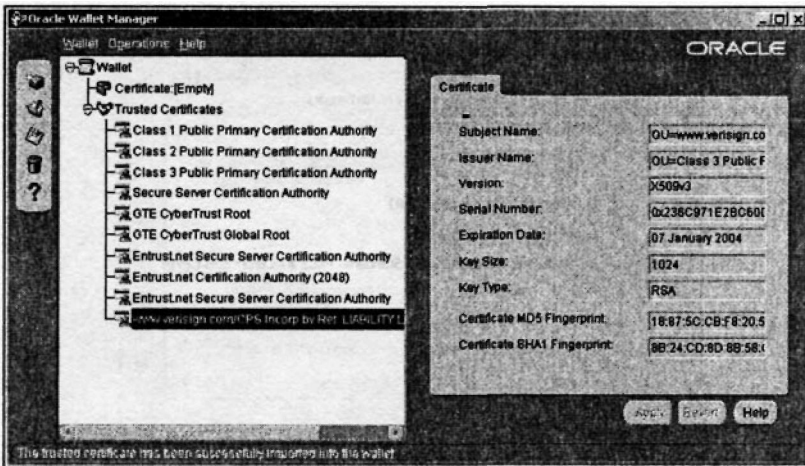 Oracle Wallet Manager
Wallet Operations Help
ORACLE
Wallet
Certificate:[Empty]
Trusted Certificates
Class 1 Public Primary Certification Authority
Class 2 Public Primary Certification Authority
Class 3 Public Primary Certification Authority
Secure Server Certification Authority
GTE CyberTrust Root
GTE CyberTrust Global Root
Entrust.net Secure Server Certification Authority
Entrust.net Certification Authority (2048)
Entrust.net Secure Server Certification Authority
www.verisign.com/CPS Incorp.by Ref. LIABILITY L
?
Certificate
Subject Name: OU=www.verisign.co
Issuer Name: OU=Class 3 Public P
Version: X509v3
Serial Number: 0x236C971E2BC60
Expiration Date: 07 January 2004
Key Size: 1024
Key Type: RSA
Certificate MD5 Fingerprint: 18:87:5C:CB:F8:20:5
Certificate SHA1 Fingerprint: 8B:24:CD:8D:8B:58:
Apply Revert Help
The trusted certificate has been successfully imported into the wallet